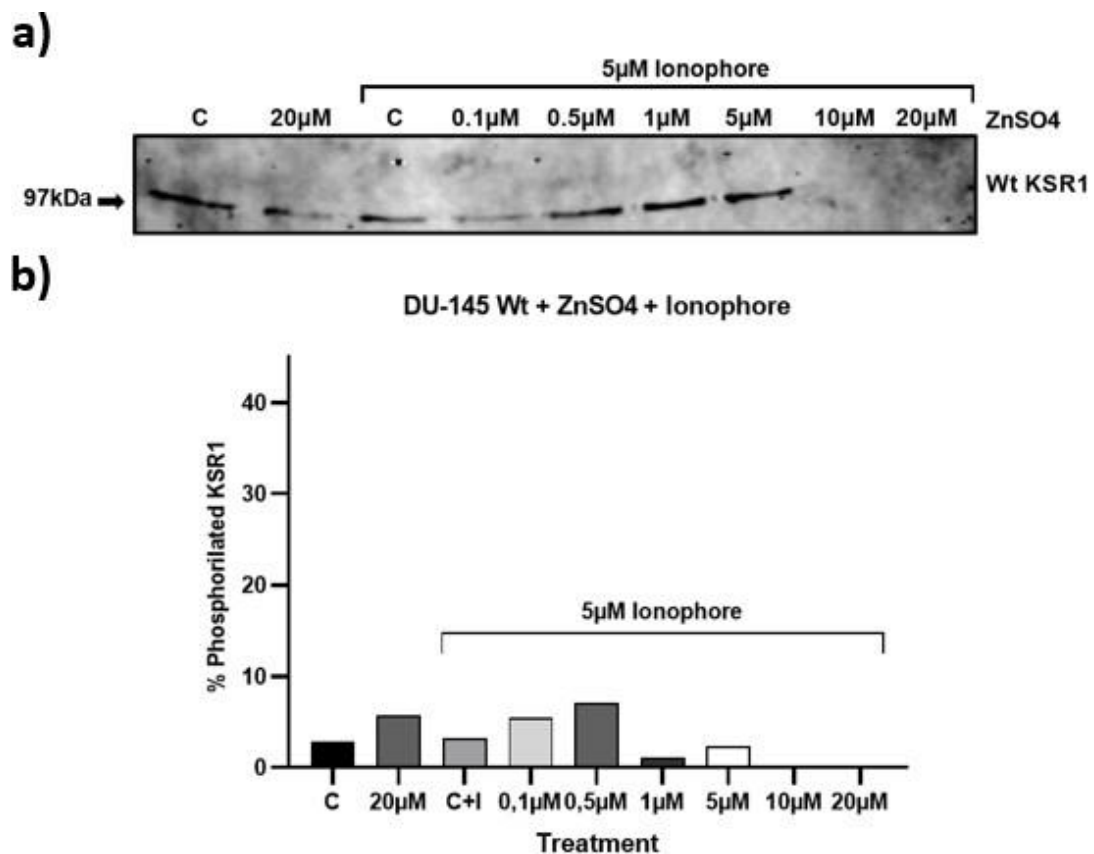 a)
5µM Ionophore
C 20µM C 0.1µM 0.5µM 1µM 5µM 10µM 20µM ZnSO4
97kDa Wt KSR1
b)
DU-145 Wt + ZnSO4 + Ionophore
% Phosphorilated KSR1
40
30
20
10
0
5µM Ionophore
C 20µM C+I 0,1µM 0,5µM 1µM 5µM 10µM 20µM
Treatment